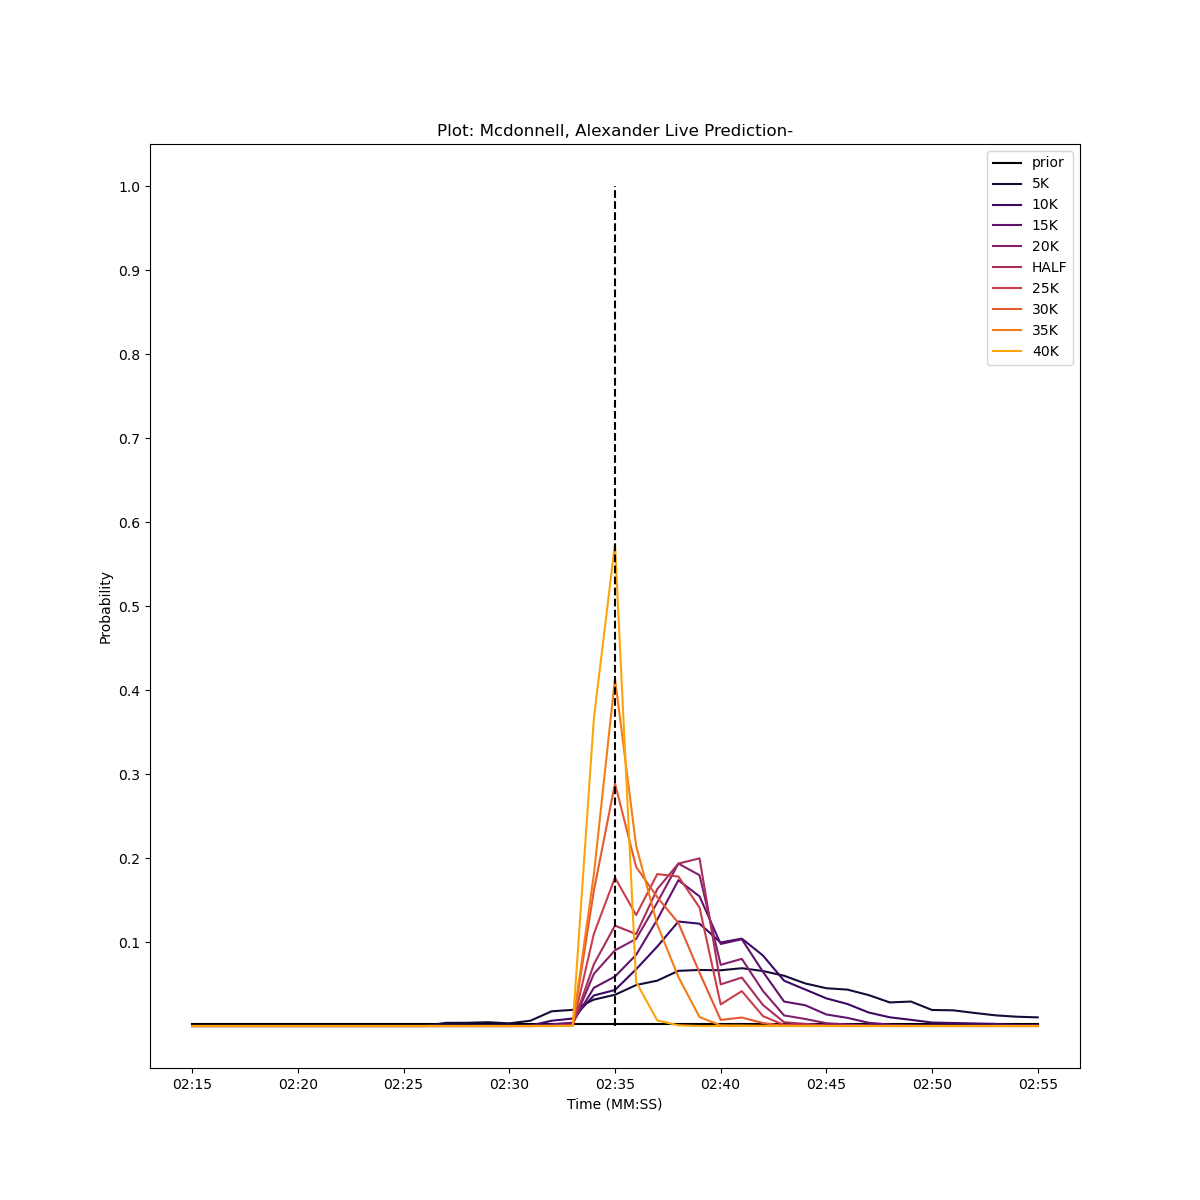 Plot: Mcdonnell, Alexander Live Prediction-
prior
5K
10K
15K
20K
HALF
25K
30K
35K
40K
1.0
0.9
0.8
0.7
0.6
0.5
0.4
0.3
0.2
0.1
Probability
02:15 02:20 02:25 02:30 02:35 02:40 02:45 02:50 02:55
Time (MM:SS)